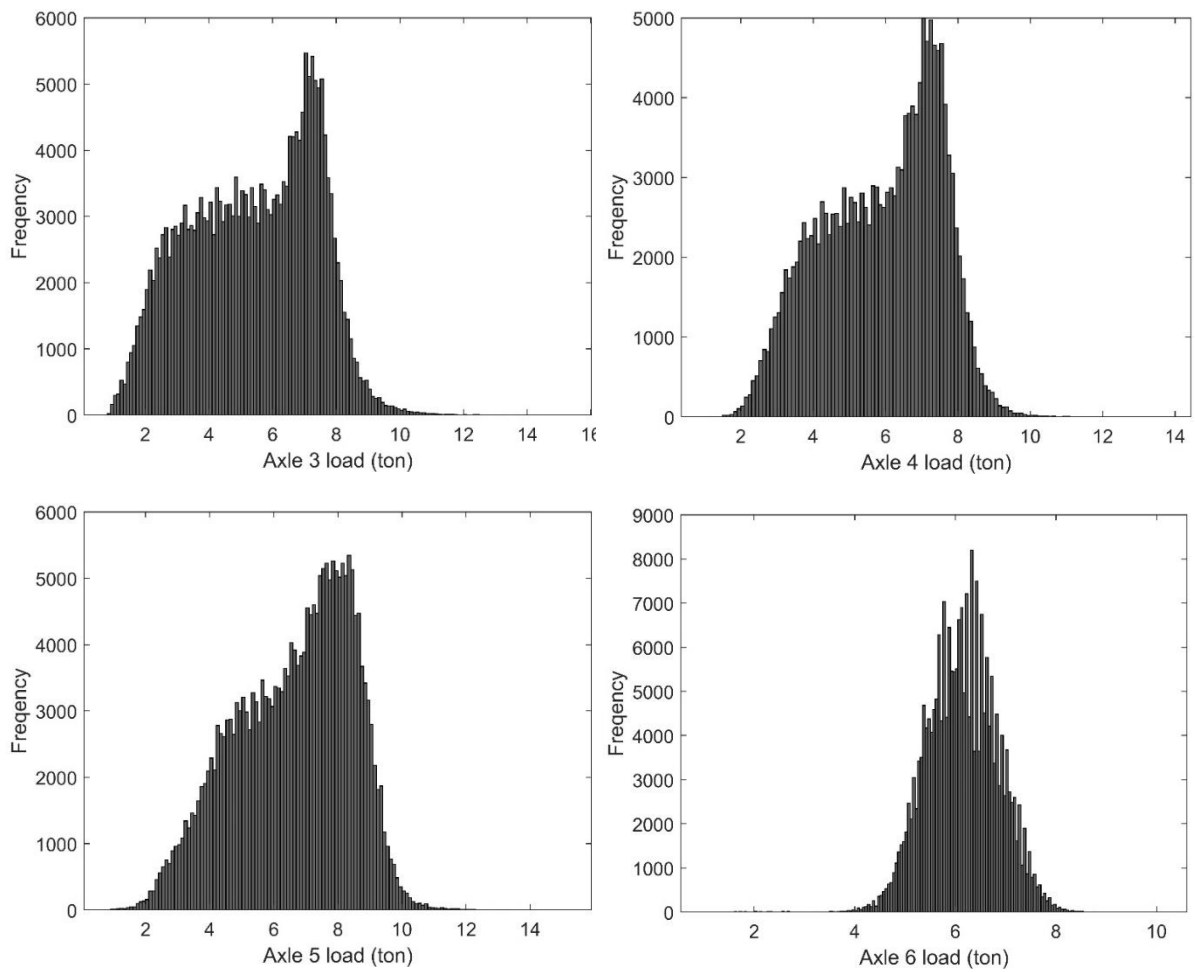 6000
5000
4000
3000
2000
1000
0
Freqency
2 4 6 8 10 12 14 16
Axle 3 load (ton)
5000
4000
3000
2000
1000
0
Freqency
2 4 6 8 10 12 14
Axle 4 load (ton)
6000
5000
4000
3000
2000
1000
0
Freqency
2 4 6 8 10 12 14
Axle 5 load (ton)
9000
8000
7000
6000
5000
4000
3000
2000
1000
0
Freqency
2 4 6 8 10
Axle 6 load (ton)